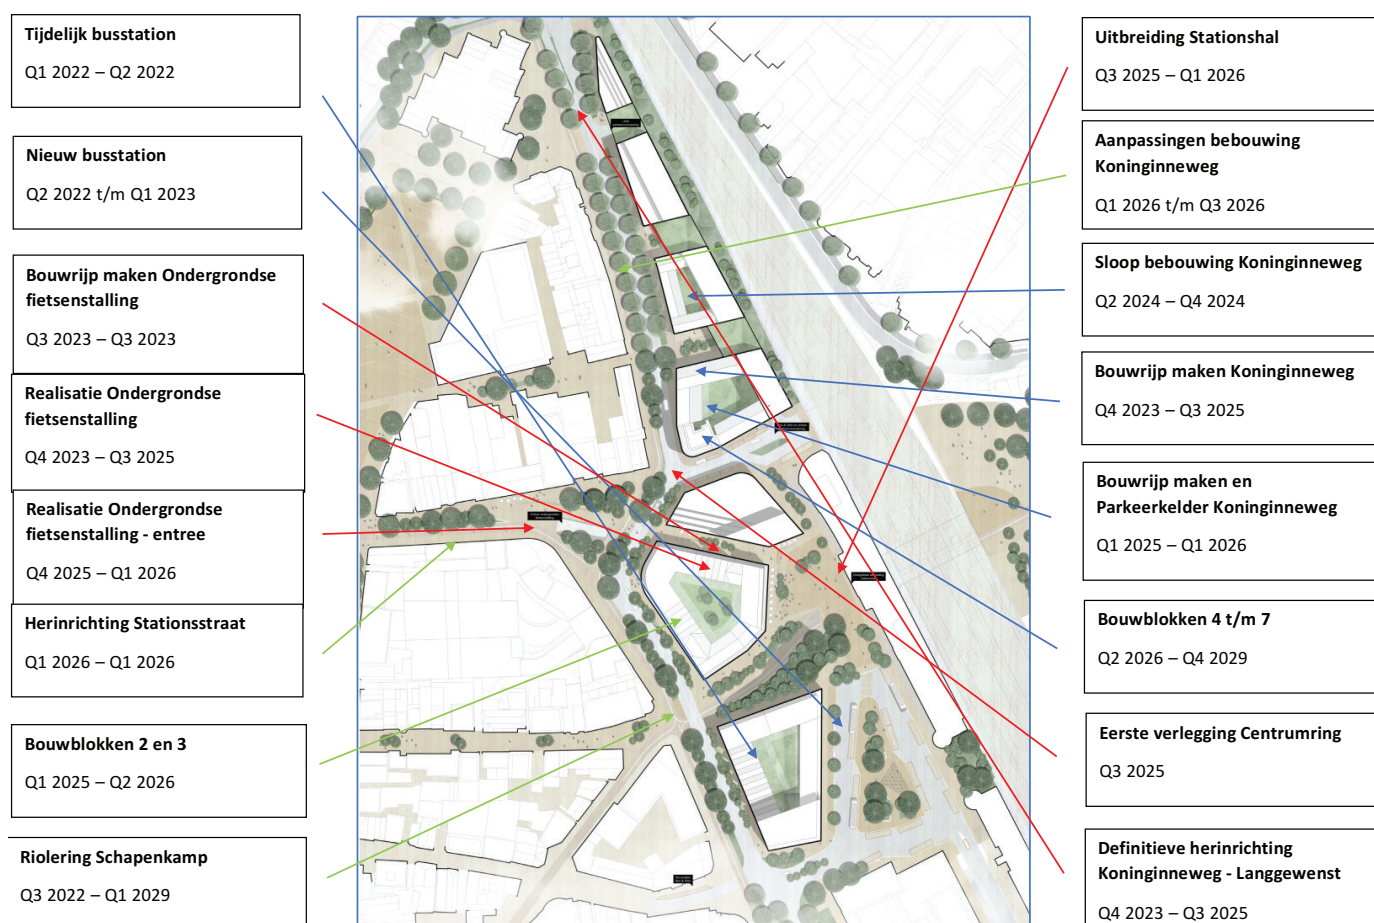 Tijdelijk busstation
Q1 2022 – Q2 2022
Nieuw busstation
Q2 2022 t/m Q1 2023
Bouwrijp maken Ondergrondse
fietsenstalling
Q3 2023 – Q3 2023
Realisatie Ondergrondse
fietsenstalling
Q4 2023 – Q3 2025
Realisatie Ondergrondse
fietsenstalling - entree
Q4 2025 – Q1 2026
Herinrichting Stationsstraat
Q1 2026 – Q1 2026
Bouwblokken 2 en 3
Q1 2025 – Q2 2026
Riolering Schapenkamp
Q3 2022 – Q1 2029
Uitbreiding Stationshal
Q3 2025 – Q1 2026
Aanpassingen bebouwing
Koninginneweg
Q1 2026 t/m Q3 2026
Sloop bebouwing Koninginneweg
Q2 2024 – Q4 2024
Bouwrijp maken Koninginneweg
Q4 2023 – Q3 2025
Bouwrijp maken en
Parkeerkelder Koninginneweg
Q1 2025 – Q1 2026
Bouwblokken 4 t/m 7
Q2 2026 – Q4 2029
Eerste verlegging Centrumring
Q3 2025
Definitieve herinrichting
Koninginneweg - Langgewenst
Q4 2023 – Q3 2025